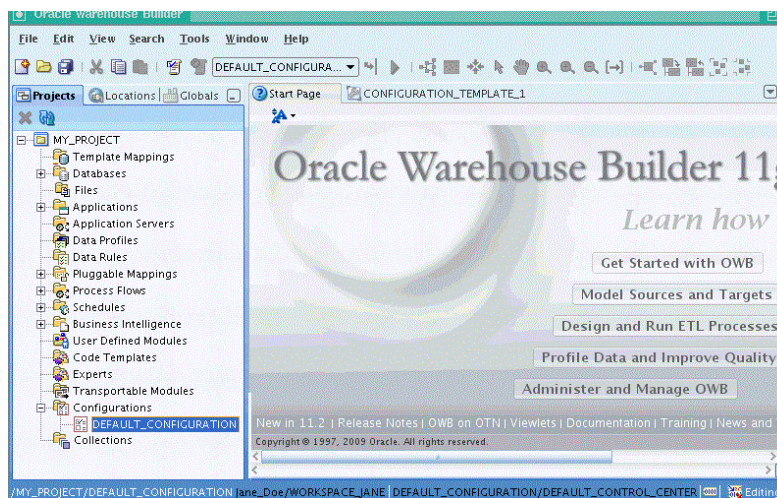 Oracle Warehouse Builder
File Edit View Search Tools Window Help
DEFAULT_CONFIGURA...
Projects Locations Globals
Start Page CONFIGURATION_TEMPLATE_1
MY_PROJECT
Template Mappings
Databases
Files
Applications
Application Servers
Data Profiles
Data Rules
Pluggable Mappings
Process Flows
Schedules
Business Intelligence
User Defined Modules
Code Templates
Experts
Transportable Modules
Configurations
DEFAULT_CONFIGURATION
Collections
Oracle Warehouse Builder 11g
Learn how
Get Started with OWB
Model Sources and Targets
Design and Run ETL Processes
Profile Data and Improve Quality
Administer and Manage OWB
New in 11.2 | Release Notes | OWB on OTN | Viewlets | Documentation | Training | News and
Copyright © 1997, 2009 Oracle. All rights reserved.
/MY_PROJECT/DEFAULT_CONFIGURATION Jane_Doe/WORKSPACE_JANE DEFAULT_CONFIGURATION/DEFAULT_CONTROL_CENTER Editing